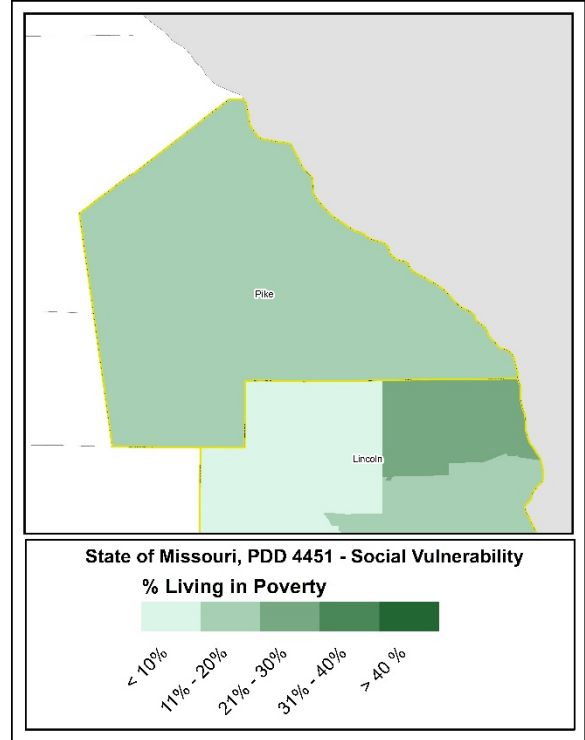 Pike
Lincoln
State of Missouri, PDD 4451 - Social Vulnerability
% Living in Poverty
< 10%
11% - 20%
21% - 30%
31% - 40%
> 40 %